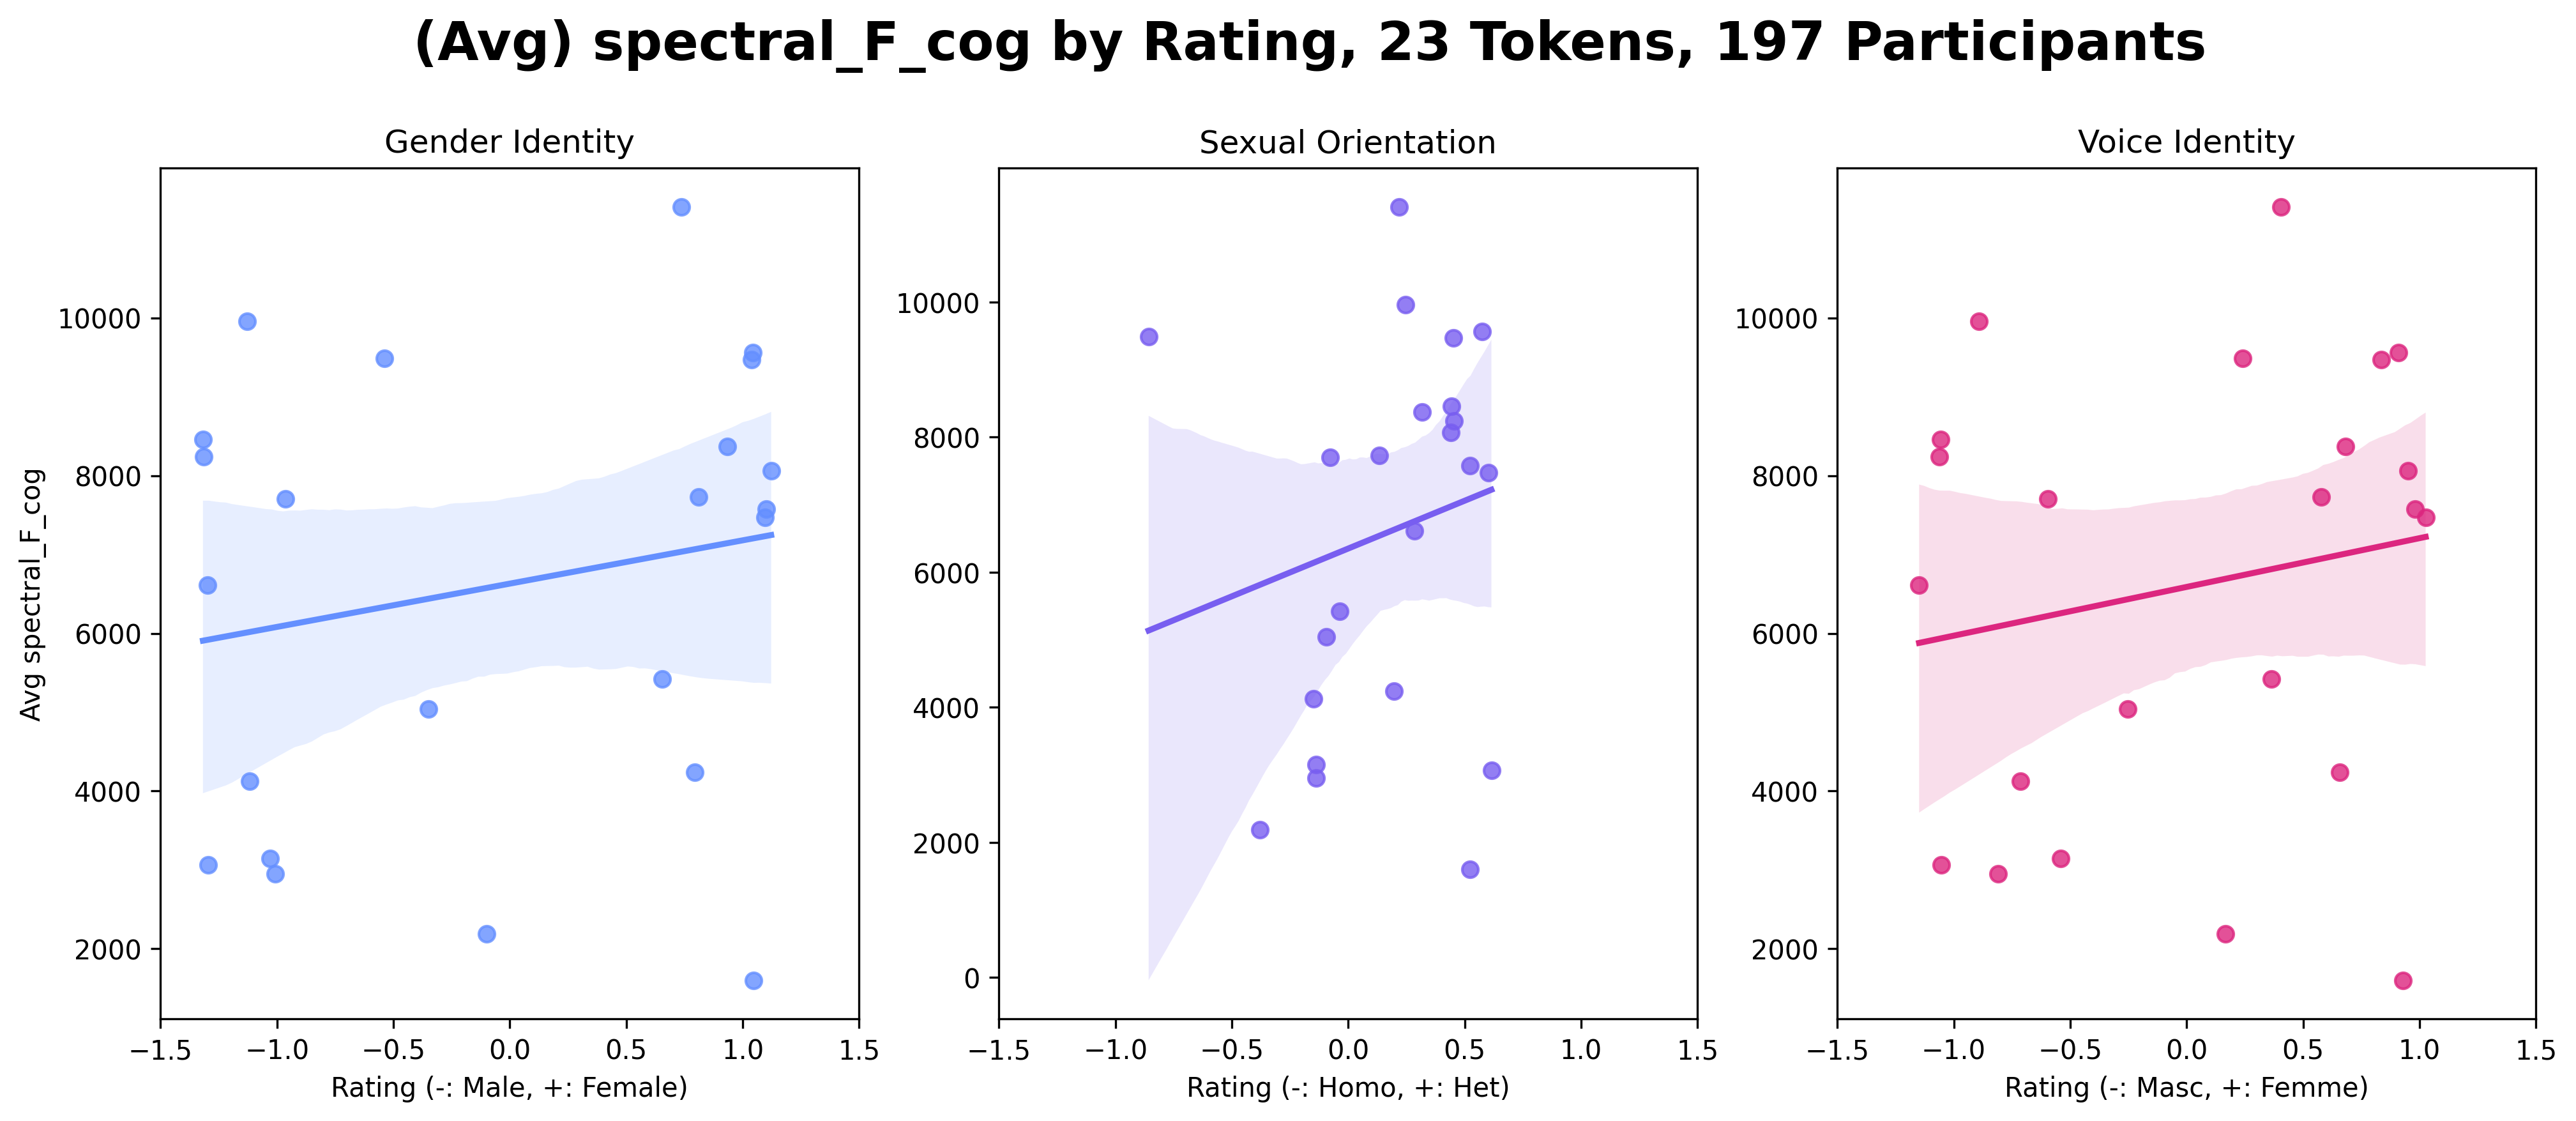 (Avg) spectral_F_cog by Rating, 23 Tokens, 197 Participants
Gender Identity
Avg spectral_F_cog
10000
8000
6000
4000
2000
−1.5 −1.0 −0.5 0.0 0.5 1.0 1.5
Rating (-: Male, +: Female)
Sexual Orientation
10000
8000
6000
4000
2000
0
−1.5 −1.0 −0.5 0.0 0.5 1.0 1.5
Rating (-: Homo, +: Het)
Voice Identity
10000
8000
6000
4000
2000
−1.5 −1.0 −0.5 0.0 0.5 1.0 1.5
Rating (-: Masc, +: Femme)